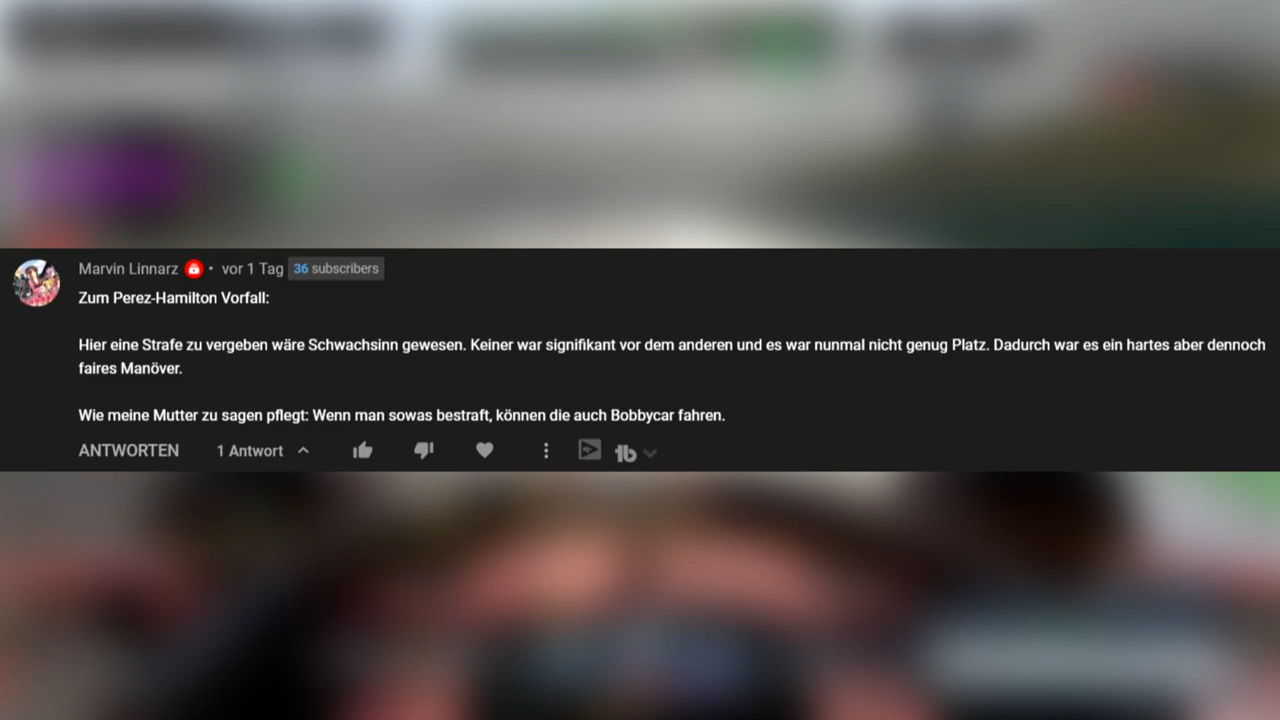 Marvin Linnarz • vor 1 Tag 36 subscribers
Zum Perez-Hamilton Vorfall:
Hier eine Strafe zu vergeben wäre Schwachsinn gewesen. Keiner war signifikant vor dem anderen und es war nunmal nicht genug Platz. Dadurch war es ein hartes aber dennoch
faires Manöver.
Wie meine Mutter zu sagen pflegt: Wenn man sowas bestraft, können die auch Bobbycar fahren.
ANTWORTEN 1 Antwort